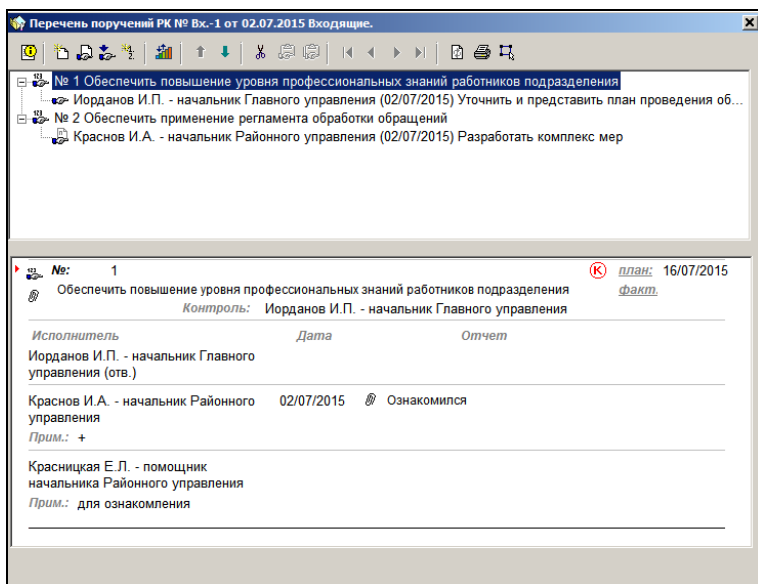 Перечень поручений РК № Вх.-1 от 02.07.2015 Входящие.
№ 1 Обеспечить повышение уровня профессиональных знаний работников подразделения
Иорданов И.П. - начальник Главного управления (02/07/2015) Уточнить и представить план проведения об...
№ 2 Обеспечить применение регламента обработки обращений
Краснов И.А. - начальник Районного управления (02/07/2015) Разработать комплекс мер
№: 1 К план: 16/07/2015
Обеспечить повышение уровня профессиональных знаний работников подразделения факт.
Контроль: Иорданов И.П. - начальник Главного управления
Исполнитель Дата Отчет
Иорданов И.П. - начальник Главного
управления (отв.)
Краснов И.А. - начальник Районного 02/07/2015 Ознакомился
управления
Прим.: +
Красницкая Е.Л. - помощник
начальника Районного управления
Прим.: для ознакомления